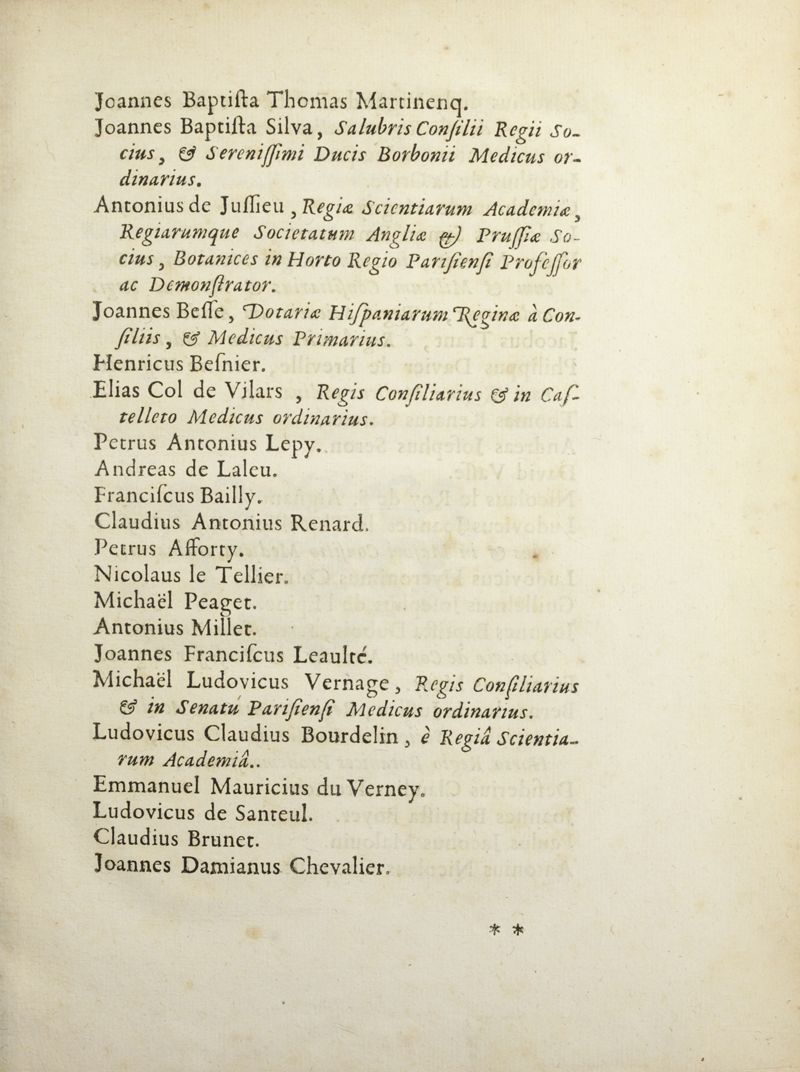 Joannes Baptiſta Thomas Martinenq.
Joannes Baptiſta Silva, Salubris Conſilii Regii So-
cius, & Sereniſſimi Ducis Borbonii Medicus or-
dinarius.
Antonius de Juſſieu, Regiæ Scientiarum Academiæ,
Regiarumque Societatum Angliæ & Pruſſiæ So-
cius, Botanices in Horto Regio Pariſienſi Profeſſor
ac Demonſtrator.
Joannes Beſſe, Dotariæ Hiſpaniarum Reginæ à Con-
ſiliis, & Medicus Primarius.
Henricus Beſnier.
Elias Col de Vilars, Regis Conſiliarius & in Caſ-
telleto Medicus ordinarius.
Petrus Antonius Lepy.
Andreas de Laleu.
Franciſcus Bailly.
Claudius Antonius Renard.
Petrus Afforty.
Nicolaus le Tellier.
Michaël Peaget.
Antonius Millet.
Joannes Franciſcus Leaulté.
Michaël Ludovicus Vernage, Regis Conſiliarius
& in Senatu Pariſienſi Medicus ordinarius.
Ludovicus Claudius Bourdelin, è Regiâ Scientia-
rum Academiâ..
Emmanuel Mauricius du Verney.
Ludovicus de Santeul.
Claudius Brunet.
Joannes Damianus Chevalier.
* *